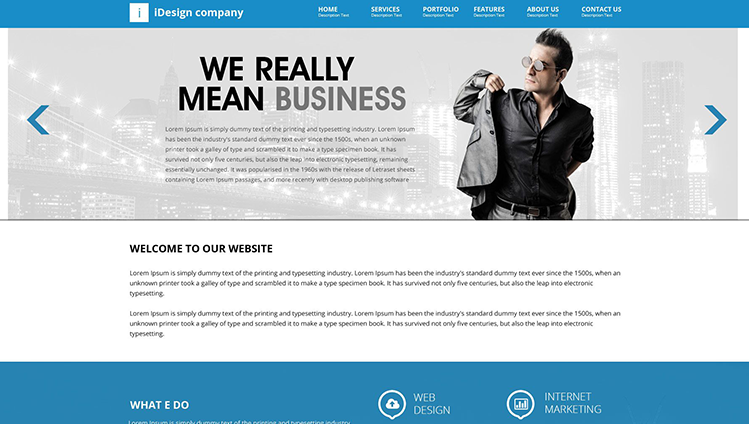 i iDesign company
HOME SERVICES PORTFOLIO FEATURES ABOUT US CONTACT US
Description Text Description Text Description Text Description Text Description Text Description Text
WE REALLY
MEAN BUSINESS
Lorem Ipsum is simply dummy text of the printing and typesetting industry. Lorem Ipsum
has been the industry's standard dummy text ever since the 1500s, when an unknown
printer took a galley of type and scrambled it to make a type specimen book. It has
survived not only five centuries, but also the leap into electronic typesetting, remaining
essentially unchanged. It was popularised in the 1960s with the release of Letraset sheets
containing Lorem Ipsum passages, and more recently with desktop publishing software
WELCOME TO OUR WEBSITE
Lorem Ipsum is simply dummy text of the printing and typesetting industry. Lorem Ipsum has been the industry's standard dummy text ever since the 1500s, when an
unknown printer took a galley of type and scrambled it to make a type specimen book. It has survived not only five centuries, but also the leap into electronic
typesetting.
Lorem Ipsum is simply dummy text of the printing and typesetting industry. Lorem Ipsum has been the industry's standard dummy text ever since the 1500s, when an
unknown printer took a galley of type and scrambled it to make a type specimen book. It has survived not only five centuries, but also the leap into electronic
typesetting.
WHAT E DO
Lorem Ipsum is simply dummy text of the printing and typesetting industry.
WEB
DESIGN
INTERNET
MARKETING